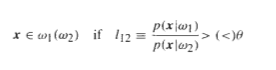 x ∈ ω₁(ω₂) if l₁₂ ≡ p(x|ω₁) / p(x|ω₂) > (<)θ